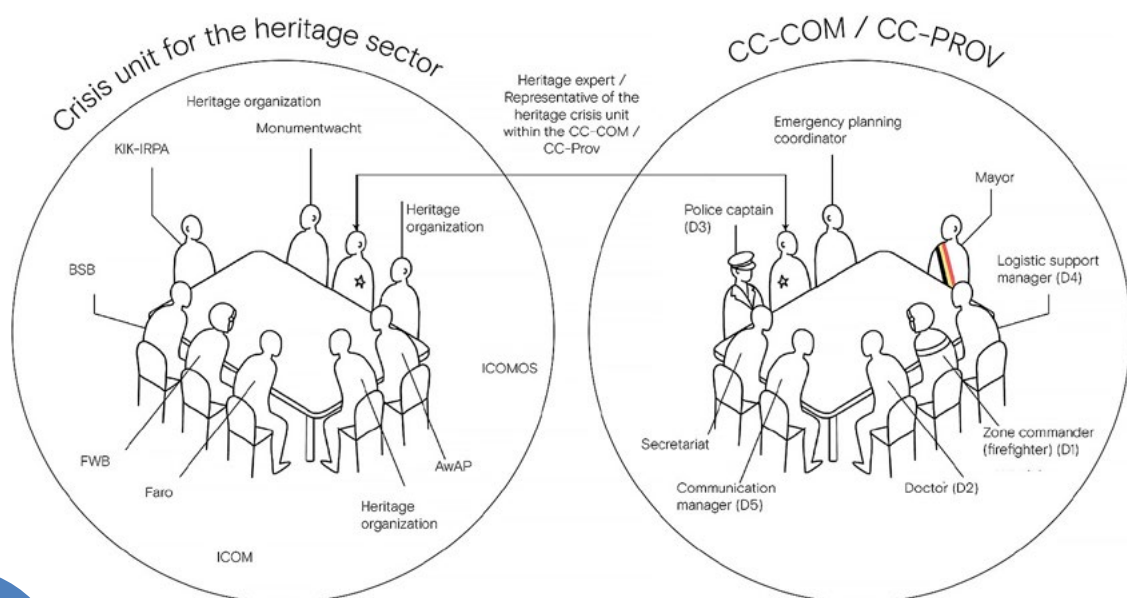 Crisis unit for the heritage sector
CC-COM / CC-PROV
Heritage organization
Monumentwacht
KIK-IRPA
BSB
Heritage
organization
ICOMOS
FWB
Faro
AwAP
Heritage
organization
ICOM
Heritage expert /
Representative of the
heritage crisis unit
within the CC-COM /
CC-Prov
Emergency planning
coordinator
Mayor
Police captain
(D3)
Logistic support
manager (D4)
Secretariat
Communication
manager (D5)
Doctor (D2)
Zone commander
(firefighter) (D1)